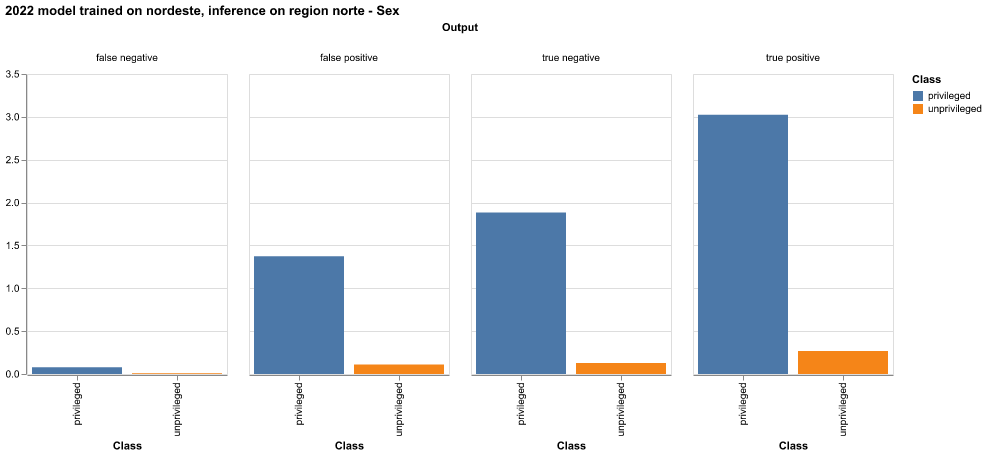 2022 model trained on nordeste, inference on region norte - Sex
Output
false negative
false positive
true negative
true positive
3.5
3.0
2.5
2.0
1.5
1.0
0.5
0.0
privileged
unprivileged
privileged
unprivileged
privileged
unprivileged
privileged
unprivileged
Class
Class
Class
Class
Class
privileged
unprivileged